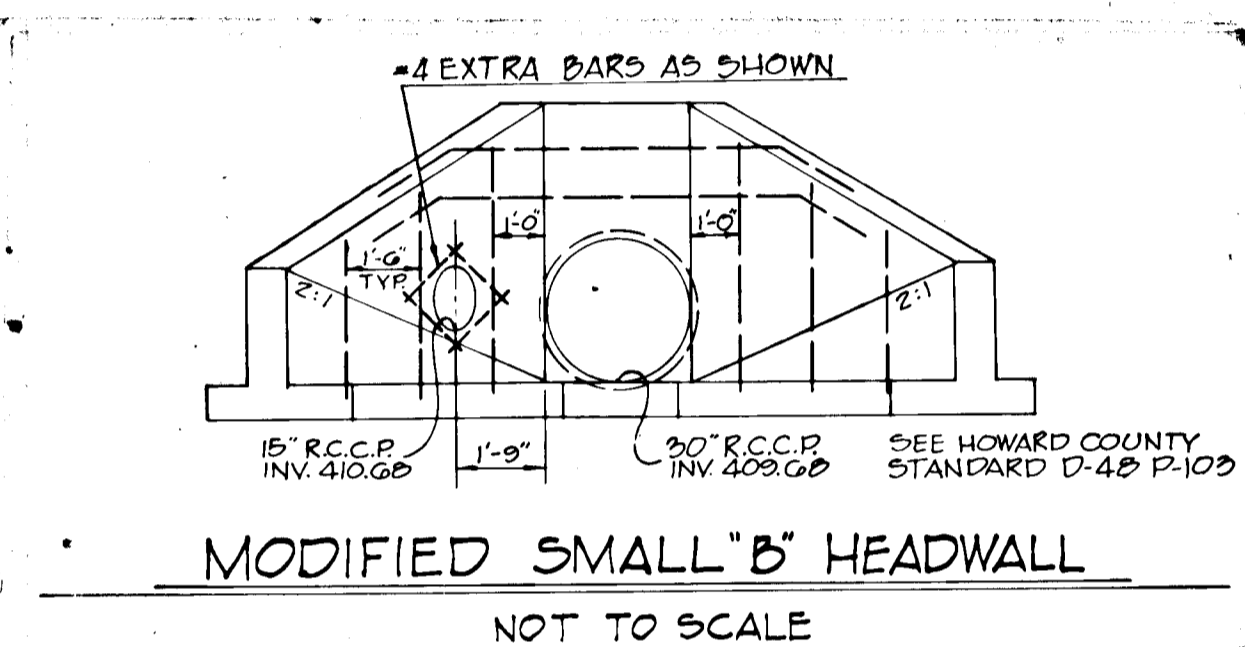 #4 EXTRA BARS AS SHOWN
1'-0"
1'-0"
1'-6"
TYP.
2:1
2:1
15" R.C.C.P.
INV. 410.68
1'-9"
30" R.C.C.P.
INV. 409.68
SEE HOWARD COUNTY
STANDARD D-48 P-103
MODIFIED SMALL "B" HEADWALL
NOT TO SCALE